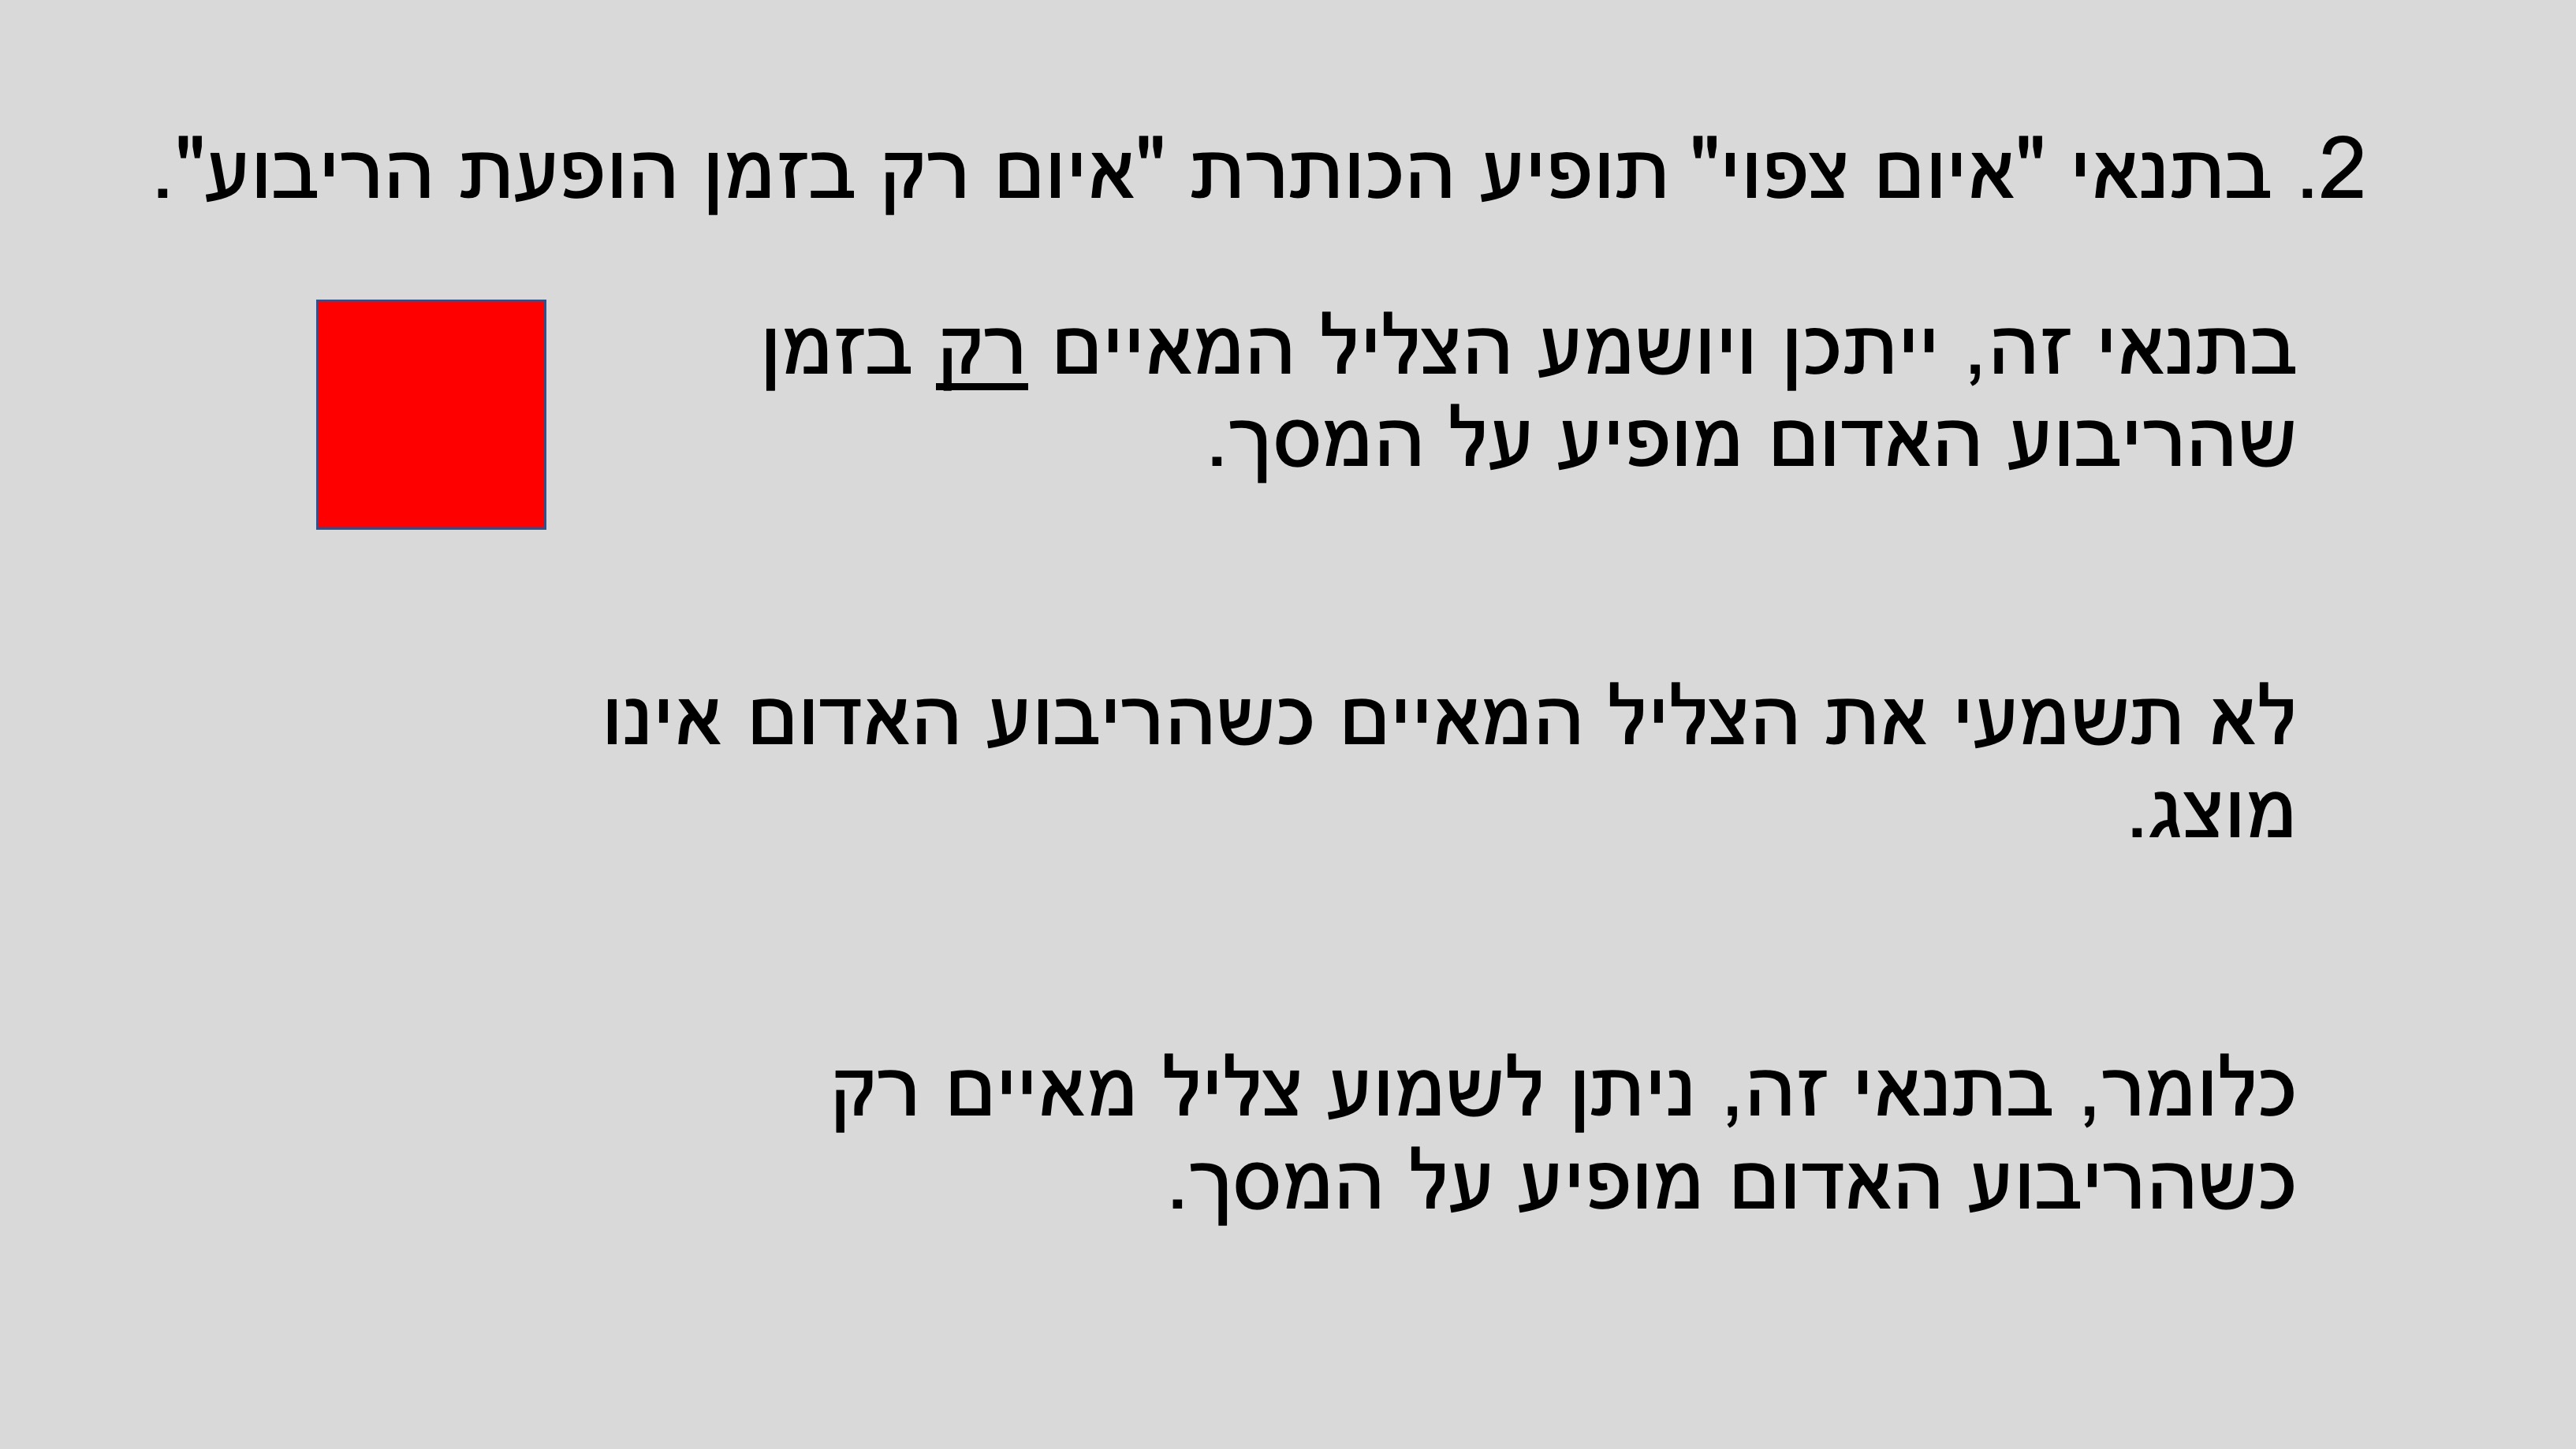 2. בתנאי "איום צפוי" תופיע הכותרת "איום רק בזמן הופעת הריבוע".
בתנאי זה, ייתכן ויושמע הצליל המאיים רק בזמן
שהריבוע האדום מופיע על המסך.
לא תשמעי את הצליל המאיים כשהריבוע האדום אינו
מוצג.
כלומר, בתנאי זה, ניתן לשמוע צליל מאיים רק
כשהריבוע האדום מופיע על המסך.